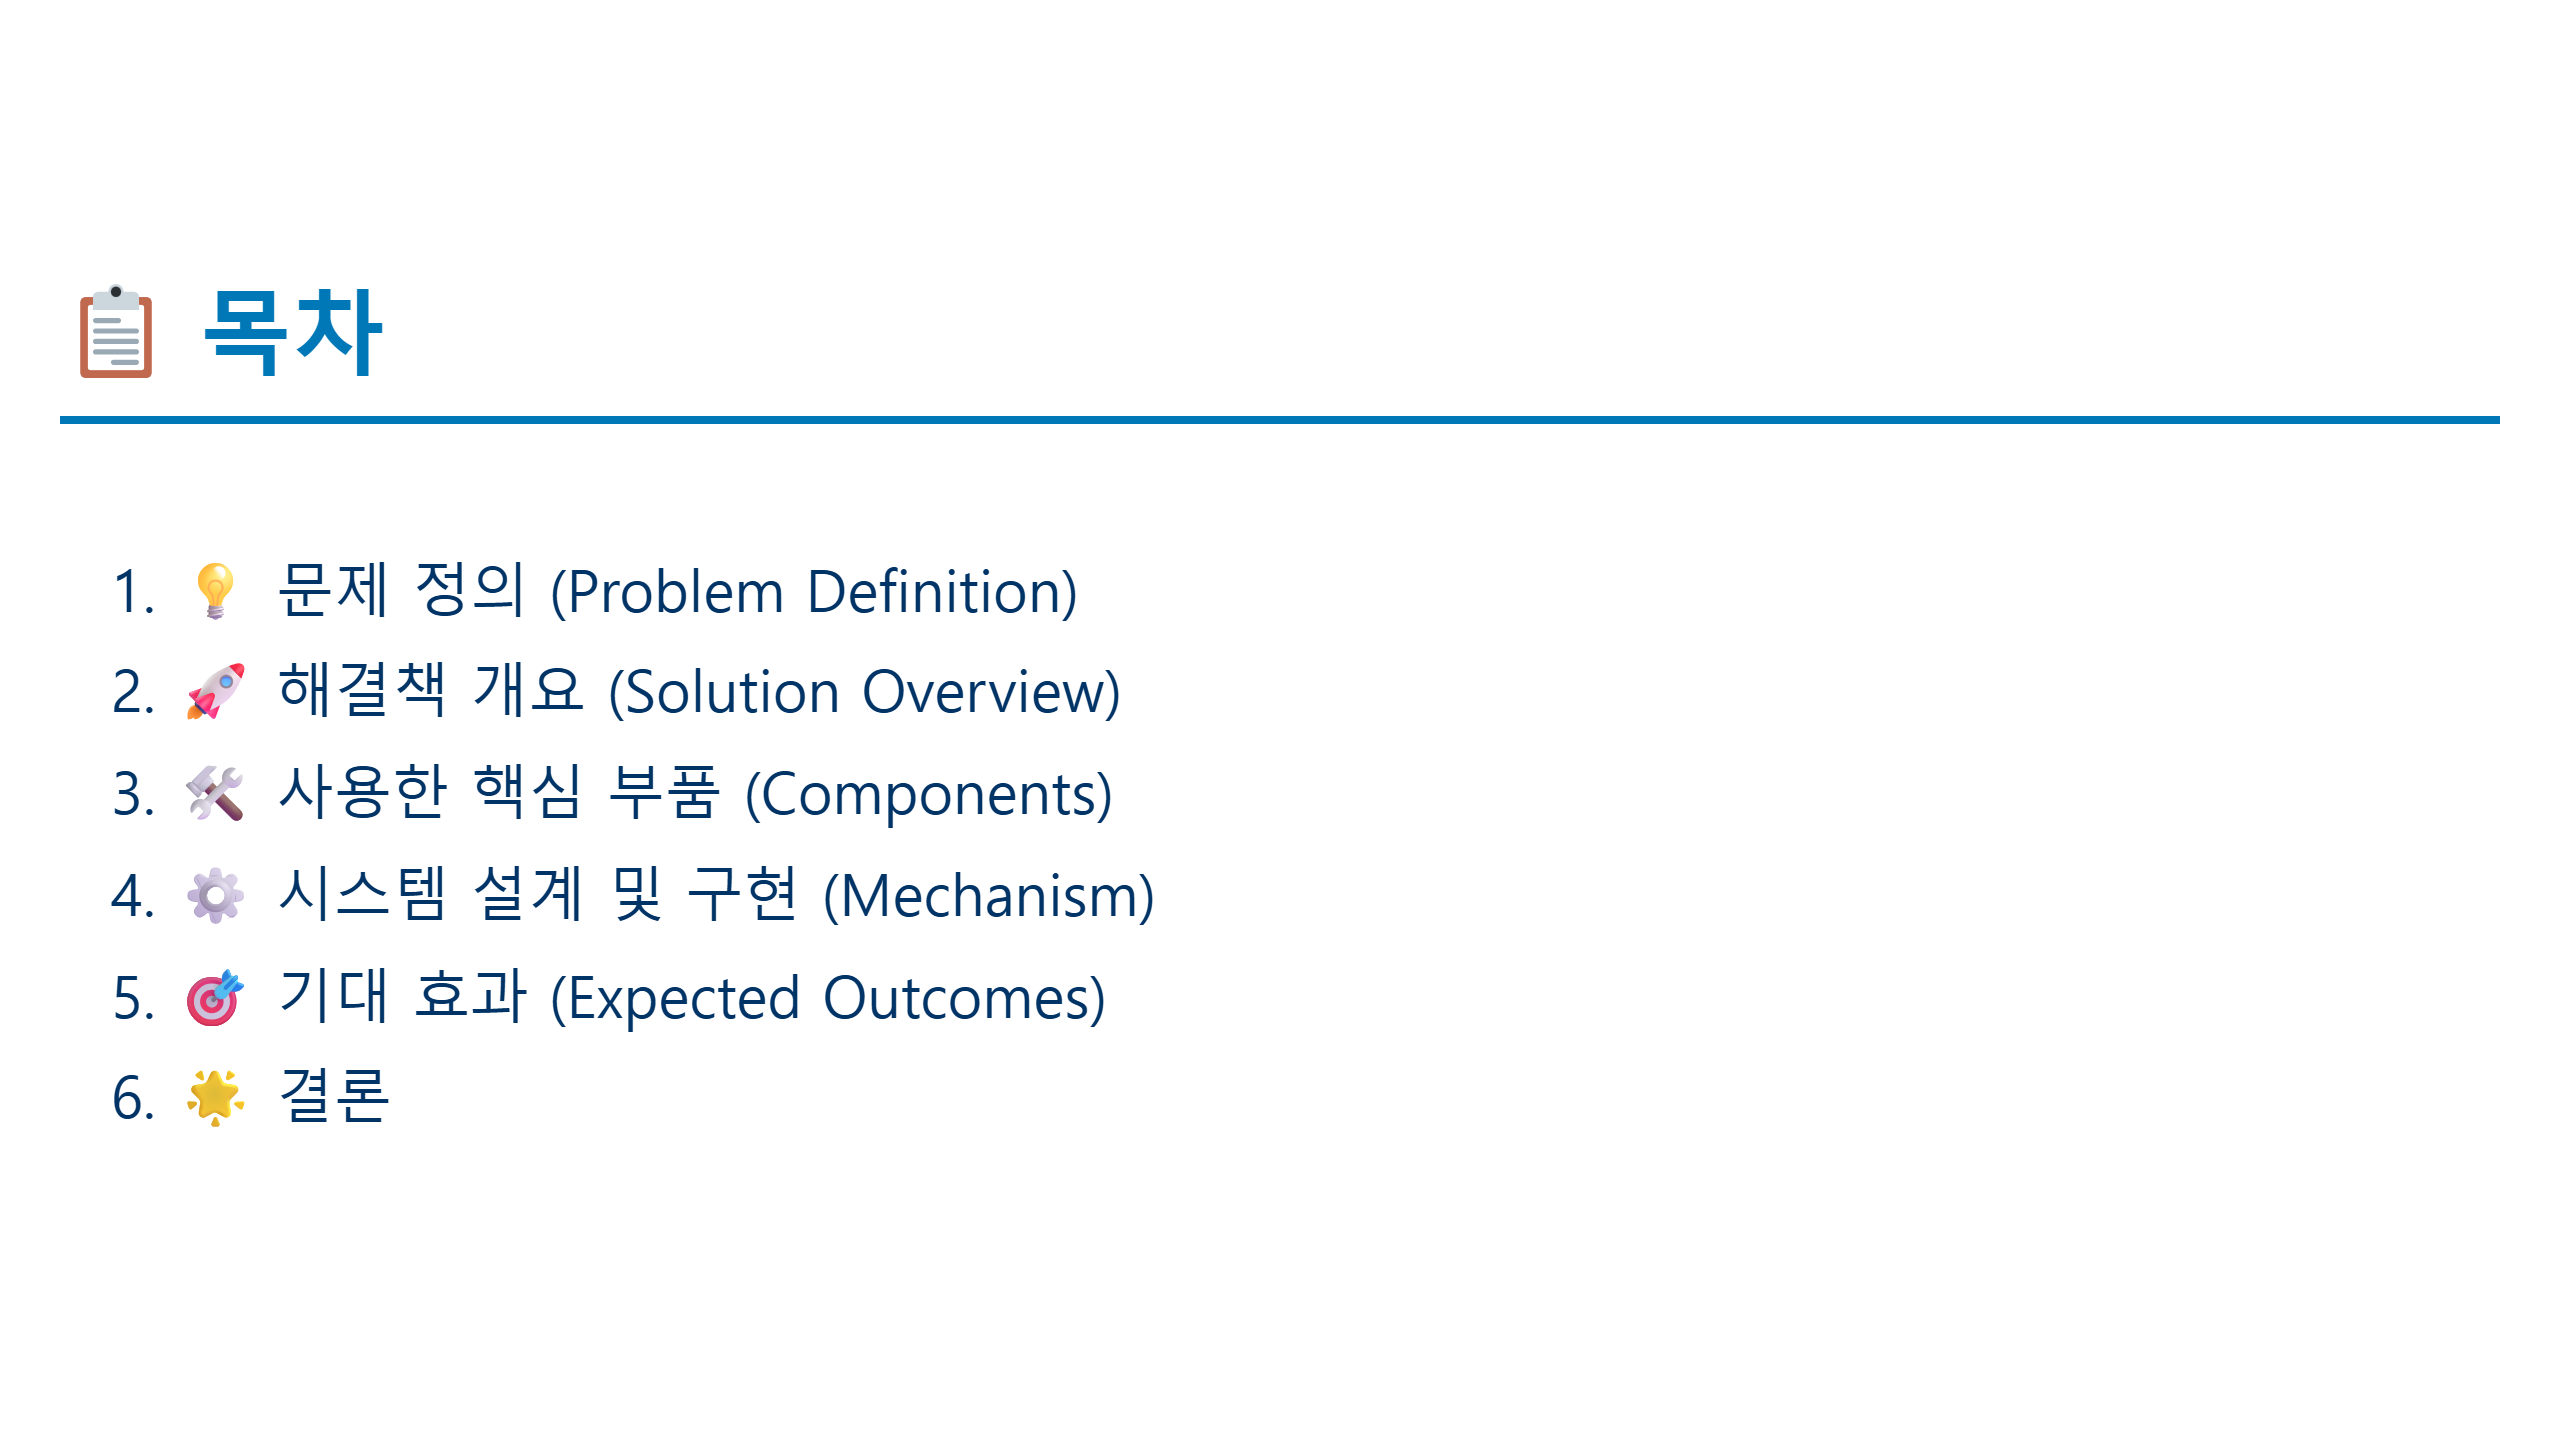 📋 목차
1. 💡 문제 정의 (Problem Definition)
2. 🚀 해결책 개요 (Solution Overview)
3. 🛠️ 사용한 핵심 부품 (Components)
4. ⚙️ 시스템 설계 및 구현 (Mechanism)
5. 🎯 기대 효과 (Expected Outcomes)
6. 🌟 결론